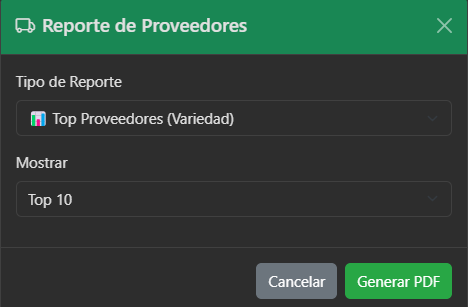 Reporte de Proveedores
Tipo de Reporte
Top Proveedores (Variedad)
Mostrar
Top 10
Cancelar
Generar PDF